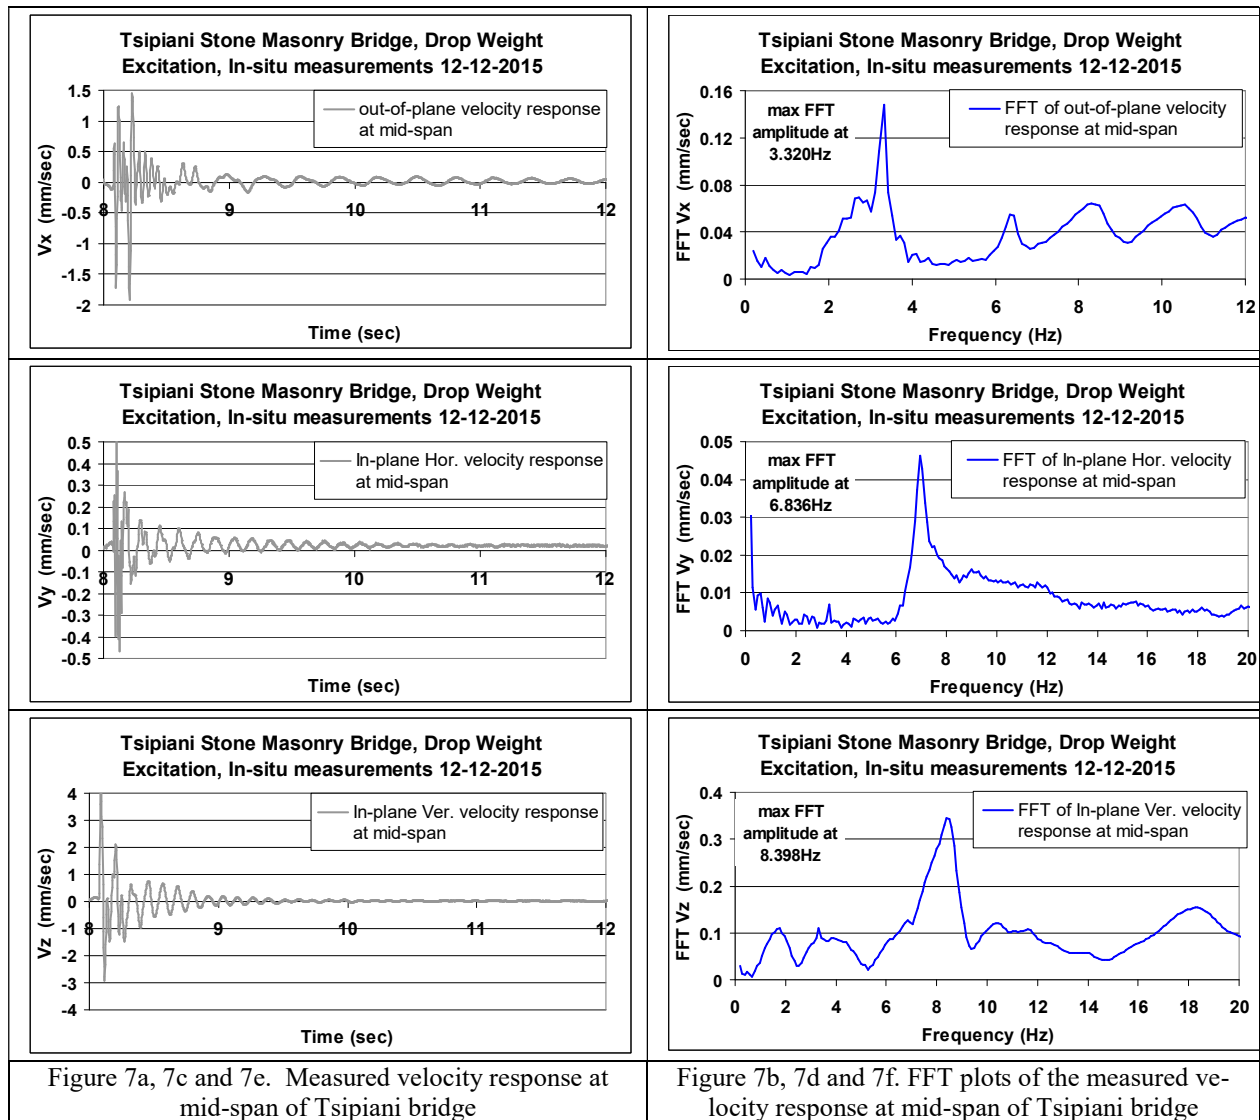 Tsipiani Stone Masonry Bridge, Drop Weight
Excitation, In-situ measurements 12-12-2015
out-of-plane velocity response
at mid-span
Vx (mm/sec)
1.5
1
0.5
0
-0.5
-1
-1.5
-2
8 9 10 11 12
Time (sec)
Tsipiani Stone Masonry Bridge, Drop Weight
Excitation, In-situ measurements 12-12-2015
max FFT
amplitude at
3.320Hz
FFT of out-of-plane velocity
response at mid-span
FFT Vx (mm/sec)
0.16
0.12
0.08
0.04
0
0 2 4 6 8 10 12
Frequency (Hz)
Tsipiani Stone Masonry Bridge, Drop Weight
Excitation, In-situ measurements 12-12-2015
In-plane Hor. velocity response
at mid-span
Vy (mm/sec)
0.5
0.4
0.3
0.2
0.1
0
-0.1
-0.2
-0.3
-0.4
-0.5
8 9 10 11 12
Time (sec)
Tsipiani Stone Masonry Bridge, Drop Weight
Excitation, In-situ measurements 12-12-2015
max FFT
amplitude at
6.836Hz
FFT of In-plane Hor. velocity
response at mid-span
FFT Vy (mm/sec)
0.05
0.04
0.03
0.02
0.01
0
0 2 4 6 8 10 12 14 16 18 20
Frequency (Hz)
Tsipiani Stone Masonry Bridge, Drop Weight
Excitation, In-situ measurements 12-12-2015
In-plane Ver. velocity response
at mid-span
Vz (mm/sec)
4
3
2
1
0
-1
-2
-3
-4
8 9 10 11 12
Time (sec)
Tsipiani Stone Masonry Bridge, Drop Weight
Excitation, In-situ measurements 12-12-2015
max FFT
amplitude at
8.398Hz
FFT of In-plane Ver. velocity
response at mid-span
FFT Vz (mm/sec)
0.4
0.3
0.2
0.1
0
0 2 4 6 8 10 12 14 16 18 20
Frequency (Hz)
Figure 7a, 7c and 7e. Measured velocity response at
mid-span of Tsipiani bridge
Figure 7b, 7d and 7f. FFT plots of the measured ve-
locity response at mid-span of Tsipiani bridge